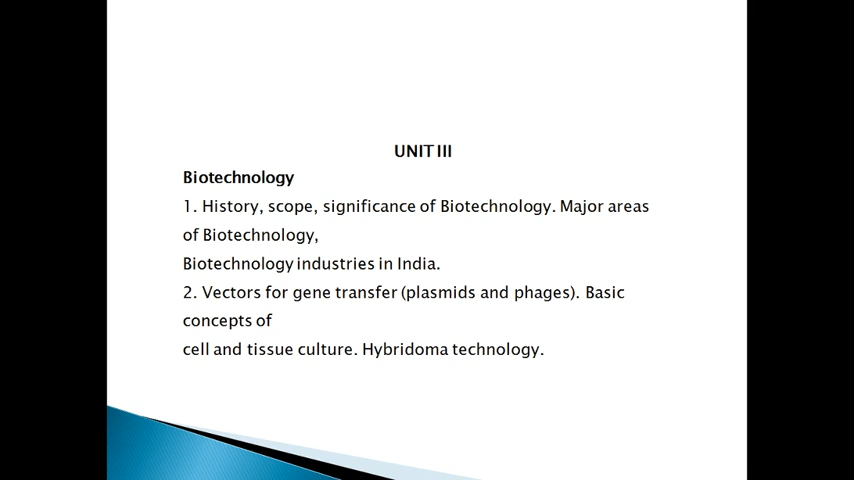 UNIT III
Biotechnology
1. History, scope, significance of Biotechnology. Major areas
of Biotechnology,
Biotechnology industries in India.
2. Vectors for gene transfer (plasmids and phages). Basic
concepts of
cell and tissue culture. Hybridoma technology.